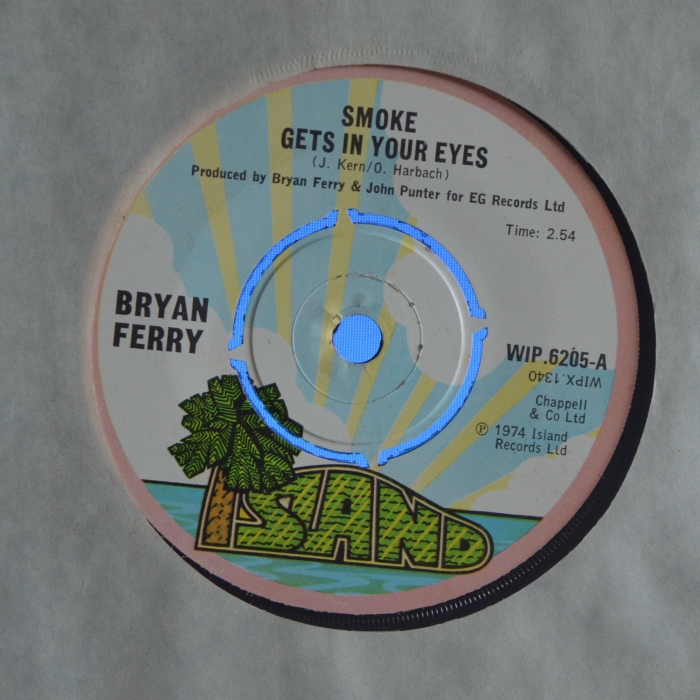 SMOKE
GETS IN YOUR EYES
(J. Kern/O. Harbach)
Produced by Bryan Ferry & John Punter for EG Records Ltd
Time: 2.54
BRYAN
FERRY
WIP.6205-A
WIPX.1340
Chappell
& Co Ltd
Ⓟ 1974 Island
Records Ltd
ISLAND